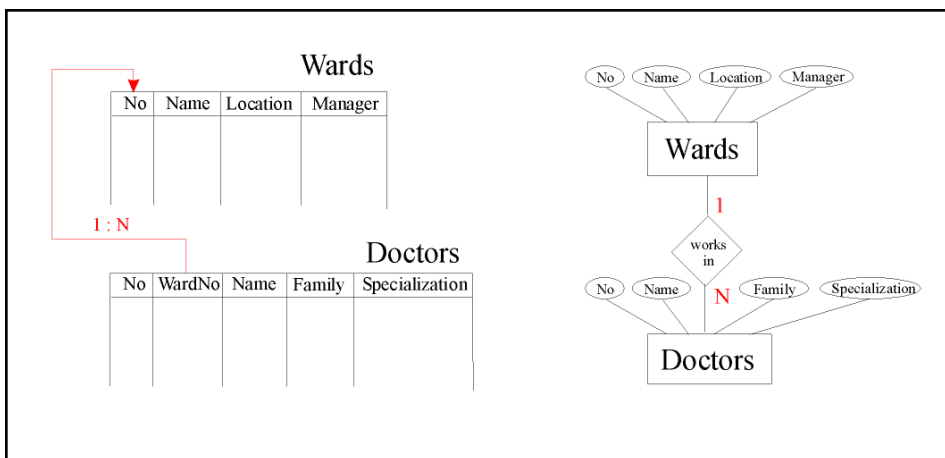 Wards
No Name Location Manager
1 : N
Doctors
No WardNo Name Family Specialization
No Name Location Manager
Wards
1
works
in
N
No Name Family Specialization
Doctors